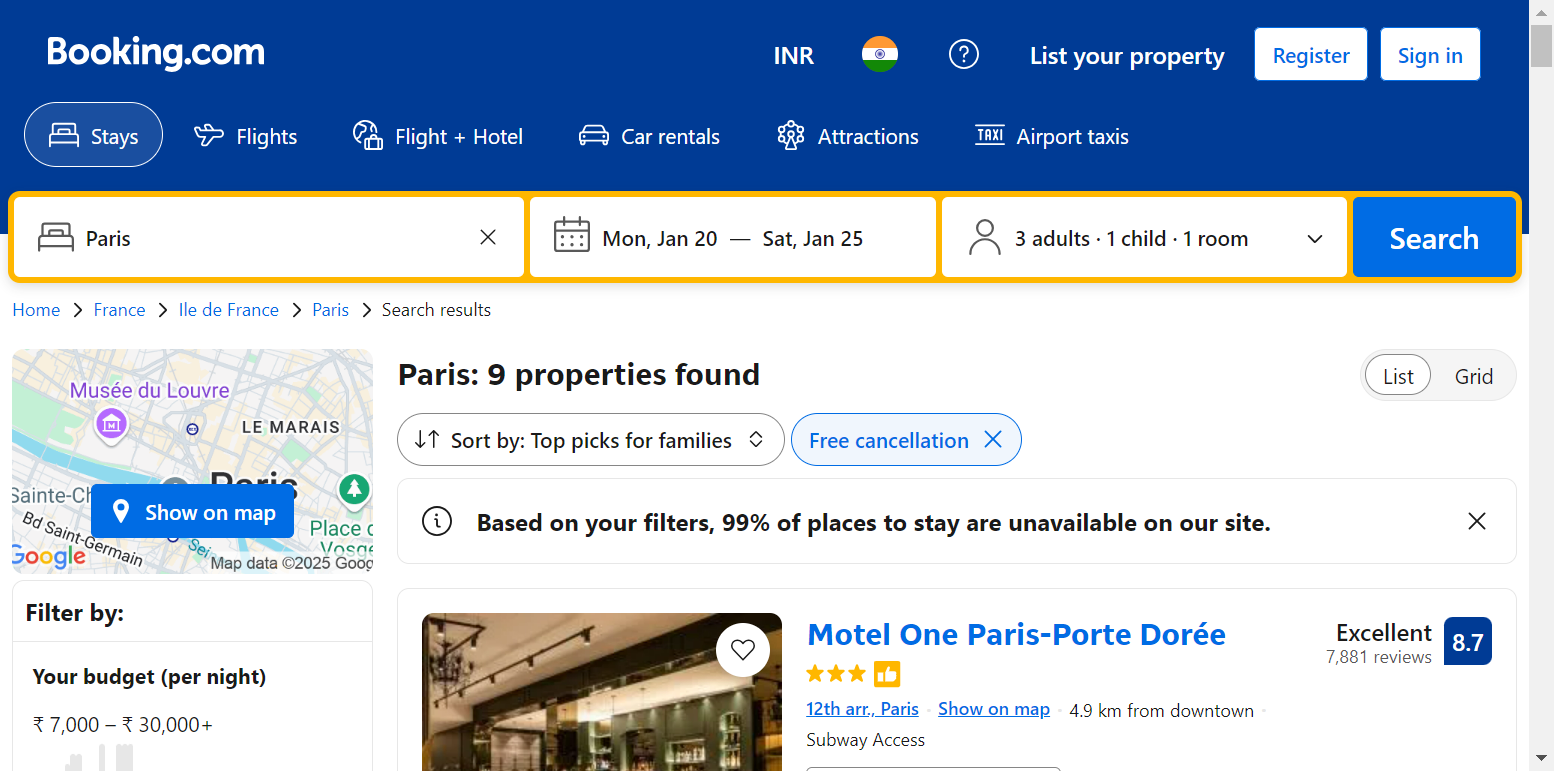 Booking.com
INR
List your property
Register
Sign in
Stays
Flights
Flight + Hotel
Car rentals
Attractions
TAXI Airport taxis
Paris
Mon, Jan 20 — Sat, Jan 25
3 adults · 1 child · 1 room
Search
Home > France > Ile de France > Paris > Search results
Musée du Louvre
LE MARAIS
Paris
Sainte-Ch
Show on map
Bd Saint-Germain
Sei
Place d
Vosge
Google
Map data ©2025 Goog
Filter by:
Your budget (per night)
₹ 7,000 – ₹ 30,000+
Paris: 9 properties found
List
Grid
Sort by: Top picks for families
Free cancellation
Based on your filters, 99% of places to stay are unavailable on our site.
Motel One Paris-Porte Dorée
Excellent
7,881 reviews
8.7
12th arr., Paris · Show on map · 4.9 km from downtown ·
Subway Access